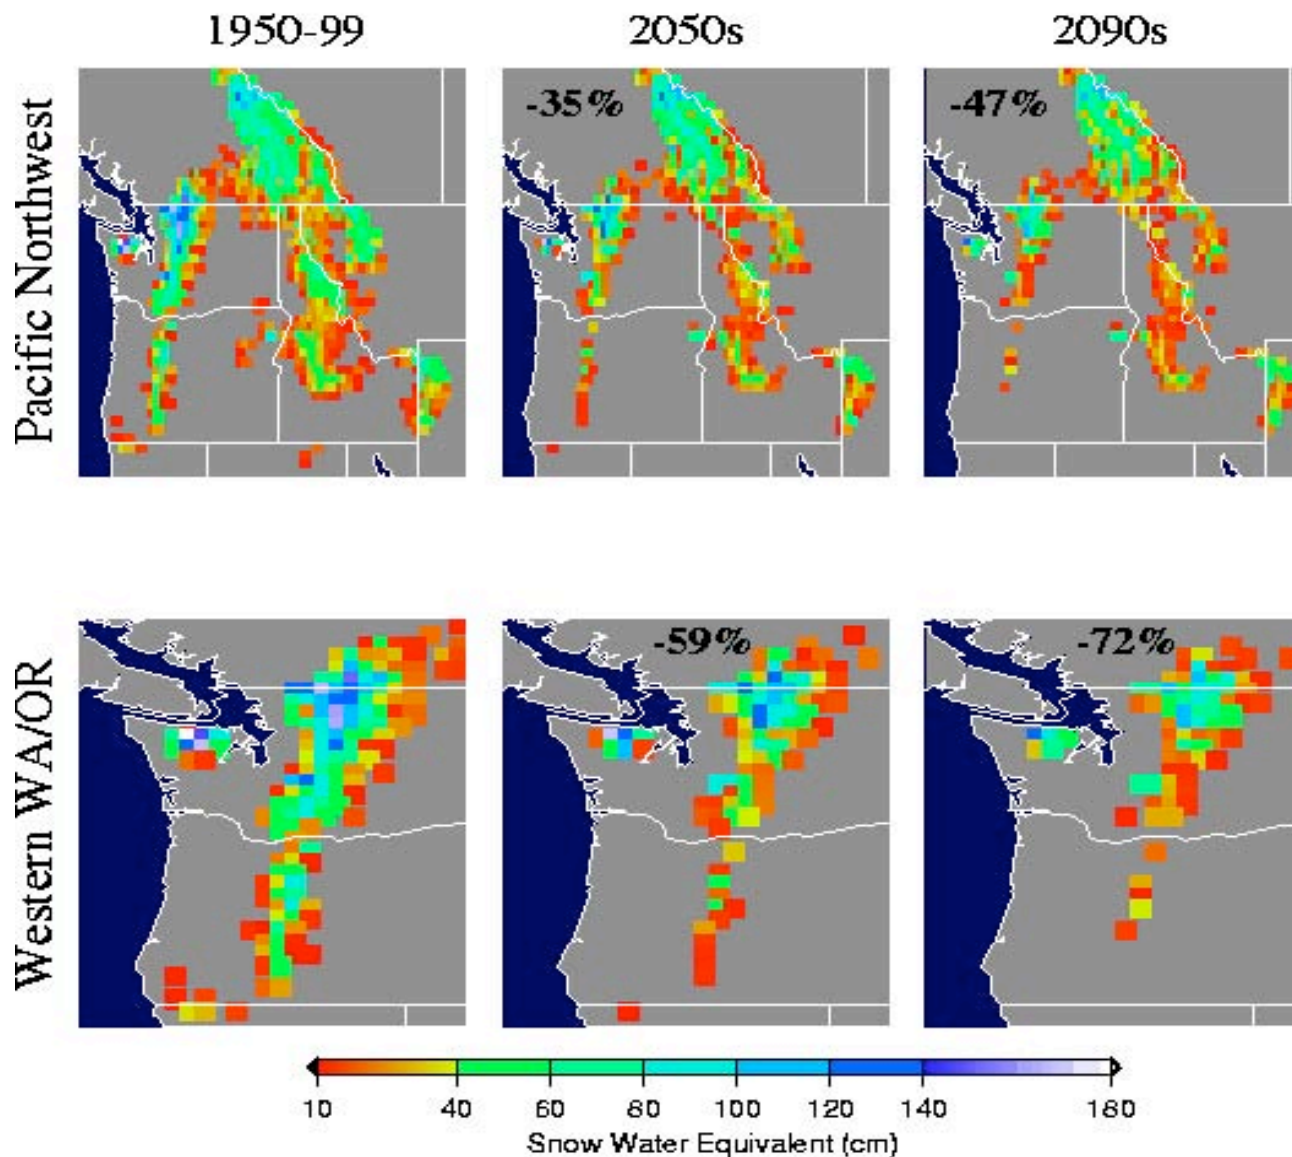 1950-99 2050s 2090s
Pacific Northwest
-35% -47%
Western WA/OR
-59% -72%
10 40 60 80 100 120 140 160
Snow Water Equivalent (cm)